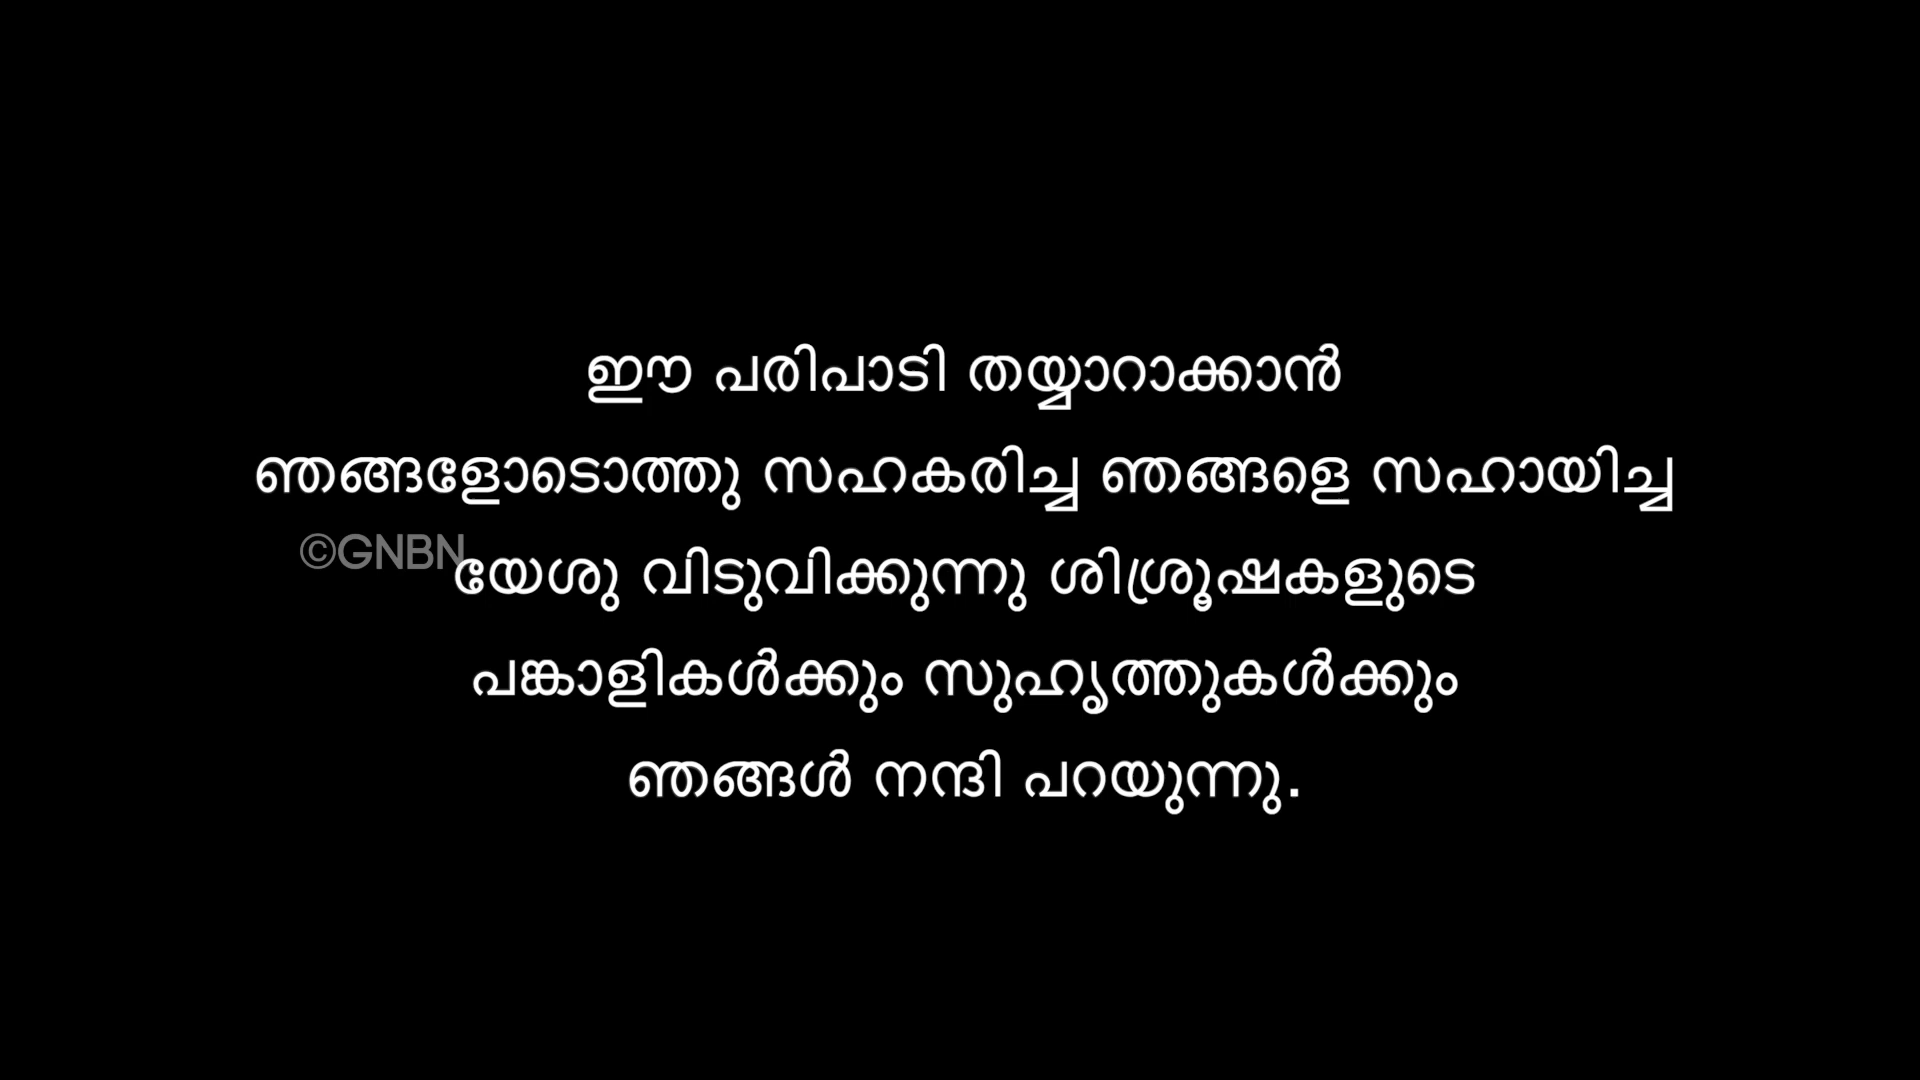 ഈ പരിപാടി തയ്യാറാക്കാൻ
ഞങ്ങളോടൊത്തു സഹകരിച്ച ഞങ്ങളെ സഹായിച്ച
©GNBN
യേശു വിടുവിക്കുന്നു ശിശ്രൂഷകളുടെ
പങ്കാളികൾക്കും സുഹൃത്തുകൾക്കും
ഞങ്ങൾ നന്ദി പറയുന്നു.